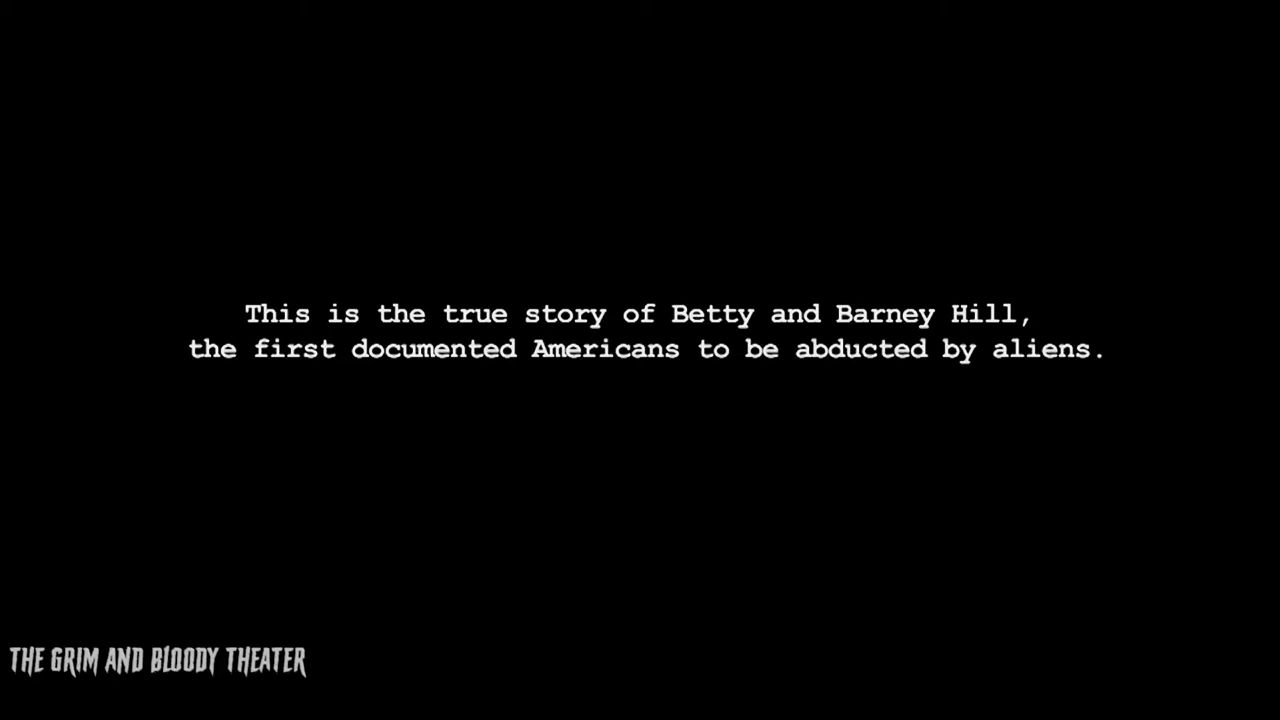 This is the true story of Betty and Barney Hill,
the first documented Americans to be abducted by aliens.
THE GRIM AND BLOODY THEATER